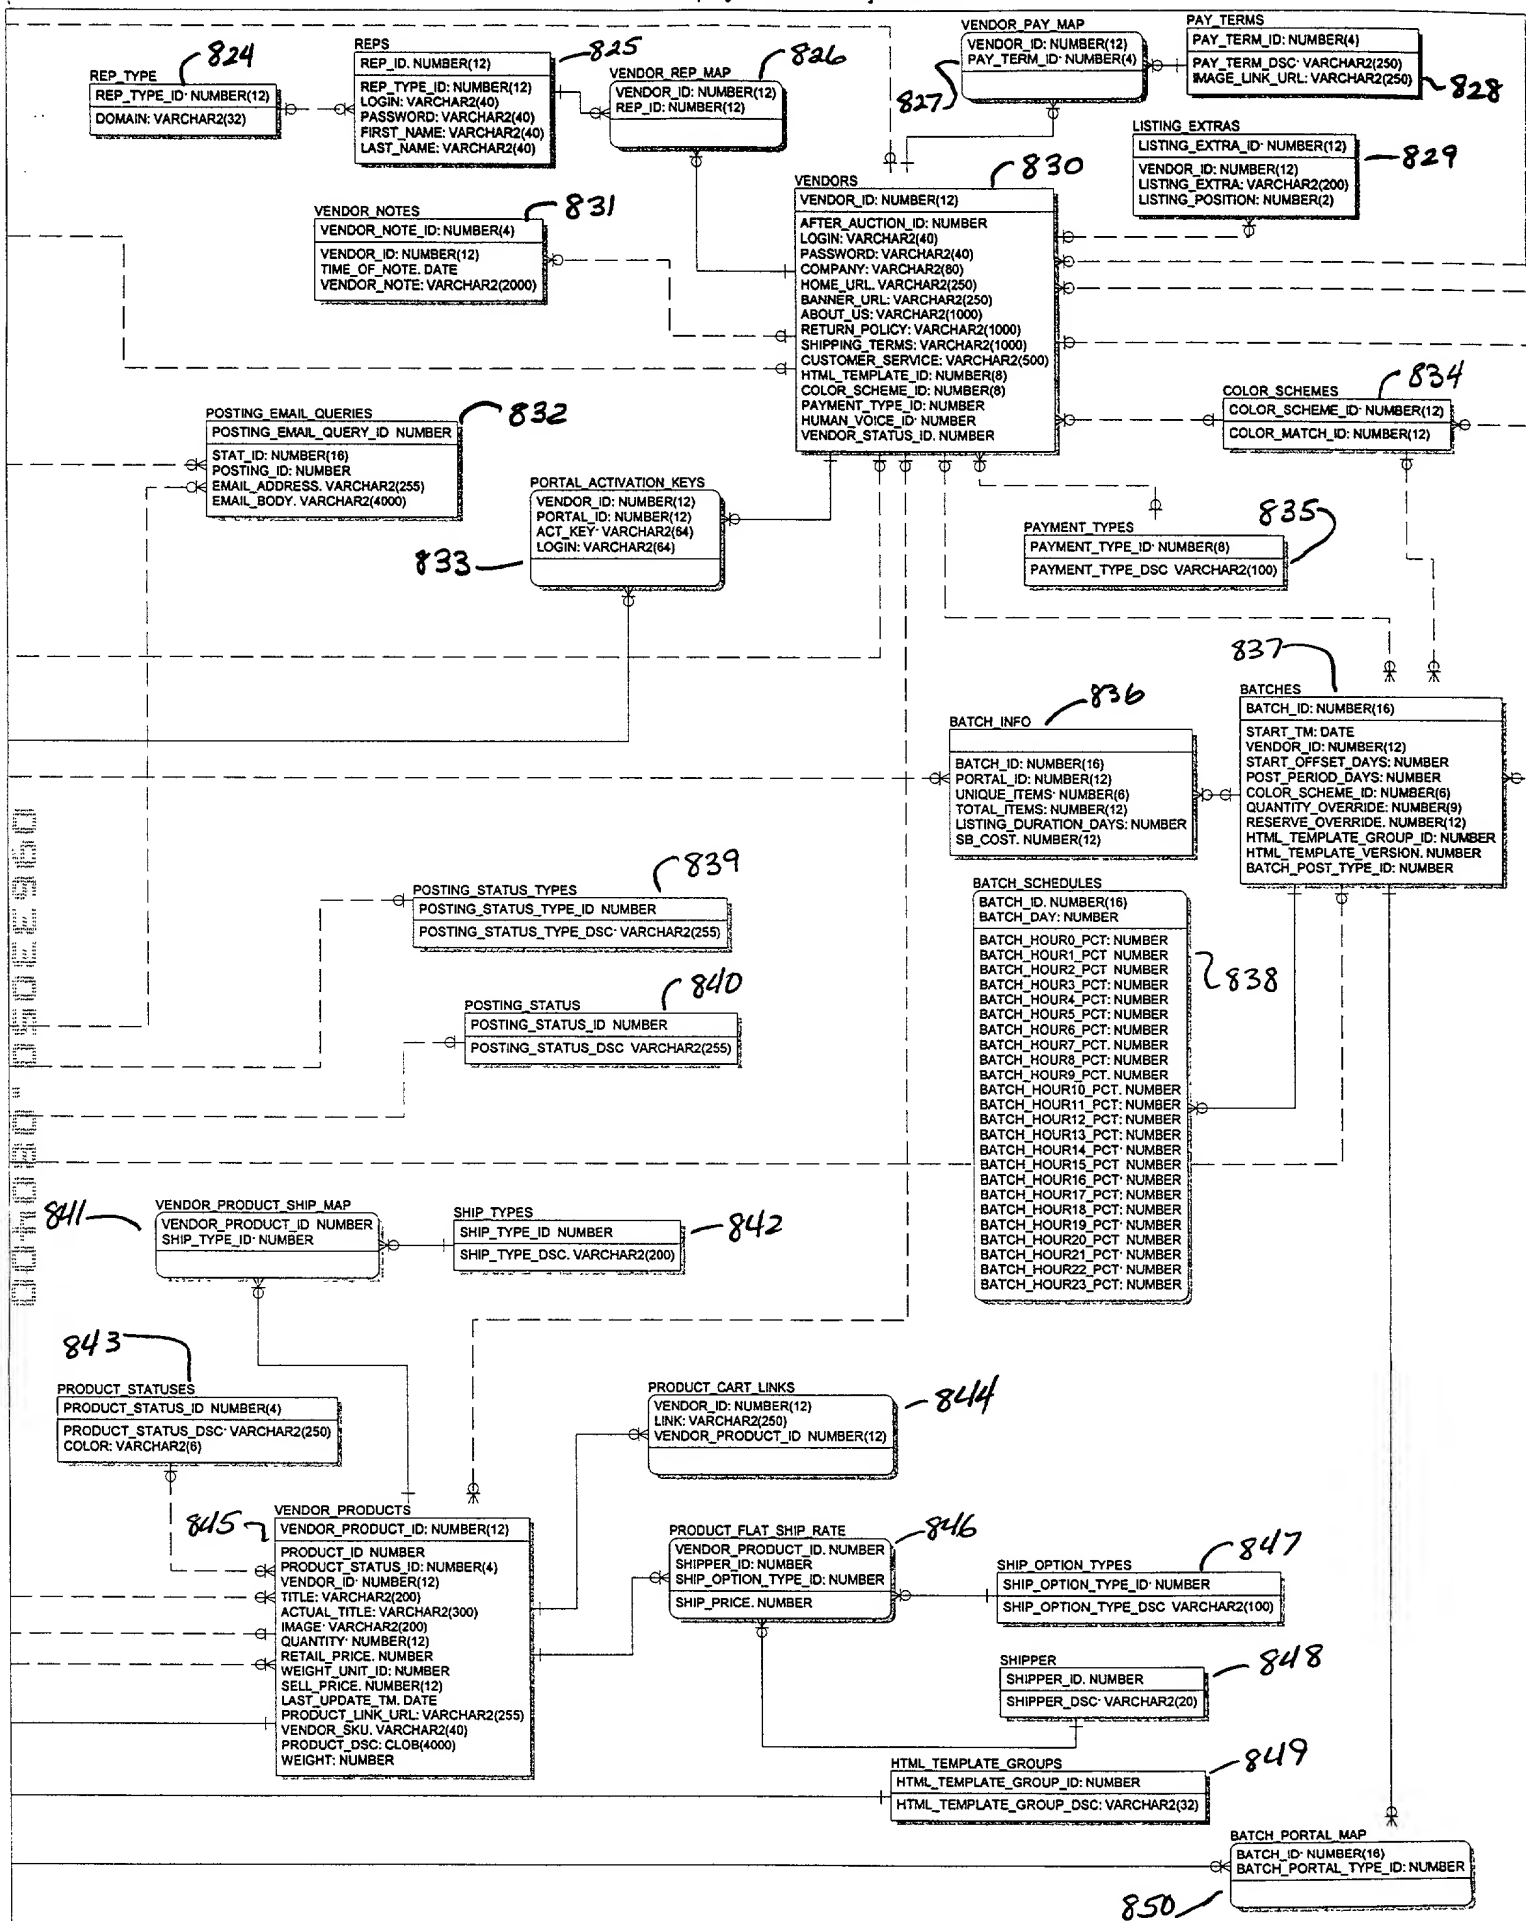 REP_TYPE
824
REP_TYPE_ID: NUMBER(12)
DOMAIN: VARCHAR2(32)
REPS
825
REP_ID. NUMBER(12)
REP_TYPE_ID: NUMBER(12)
LOGIN: VARCHAR2(40)
PASSWORD: VARCHAR2(40)
FIRST_NAME: VARCHAR2(40)
LAST_NAME: VARCHAR2(40)
VENDOR_REP_MAP
826
VENDOR_ID: NUMBER(12)
REP_ID: NUMBER(12)
VENDOR_PAY_MAP
VENDOR_ID: NUMBER(12)
PAY_TERM_ID: NUMBER(4)
827
PAY_TERMS
PAY_TERM_ID: NUMBER(4)
PAY_TERM_DSC: VARCHAR2(250)
IMAGE_LINK_URL: VARCHAR2(250)
828
LISTING_EXTRAS
LISTING_EXTRA_ID: NUMBER(12)
829
VENDOR_ID: NUMBER(12)
LISTING_EXTRA: VARCHAR2(200)
LISTING_POSITION: NUMBER(2)
VENDORS
830
VENDOR_ID: NUMBER(12)
AFTER_AUCTION_ID: NUMBER
LOGIN: VARCHAR2(40)
PASSWORD: VARCHAR2(40)
COMPANY: VARCHAR2(80)
HOME_URL. VARCHAR2(250)
BANNER_URL: VARCHAR2(250)
ABOUT_US: VARCHAR2(1000)
RETURN_POLICY: VARCHAR2(1000)
SHIPPING_TERMS: VARCHAR2(1000)
CUSTOMER_SERVICE: VARCHAR2(500)
HTML_TEMPLATE_ID: NUMBER(8)
COLOR_SCHEME_ID: NUMBER(8)
PAYMENT_TYPE_ID: NUMBER
HUMAN_VOICE_ID: NUMBER
VENDOR_STATUS_ID. NUMBER
VENDOR_NOTES
831
VENDOR_NOTE_ID: NUMBER(4)
VENDOR_ID: NUMBER(12)
TIME_OF_NOTE. DATE
VENDOR_NOTE: VARCHAR2(2000)
POSTING_EMAIL_QUERIES
832
POSTING_EMAIL_QUERY_ID NUMBER
STAT_ID: NUMBER(16)
POSTING_ID: NUMBER
EMAIL_ADDRESS. VARCHAR2(255)
EMAIL_BODY. VARCHAR2(4000)
PORTAL_ACTIVATION_KEYS
VENDOR_ID: NUMBER(12)
PORTAL_ID: NUMBER(12)
ACT_KEY: VARCHAR2(64)
LOGIN: VARCHAR2(64)
833
COLOR_SCHEMES
834
COLOR_SCHEME_ID: NUMBER(12)
COLOR_MATCH_ID: NUMBER(12)
PAYMENT_TYPES
835
PAYMENT_TYPE_ID: NUMBER(8)
PAYMENT_TYPE_DSC VARCHAR2(100)
BATCH_INFO
836
BATCH_ID: NUMBER(16)
PORTAL_ID: NUMBER(12)
UNIQUE_ITEMS: NUMBER(6)
TOTAL_ITEMS: NUMBER(12)
LISTING_DURATION_DAYS: NUMBER
SB_COST. NUMBER(12)
837
BATCHES
BATCH_ID: NUMBER(16)
START_TM: DATE
VENDOR_ID: NUMBER(12)
START_OFFSET_DAYS: NUMBER
POST_PERIOD_DAYS: NUMBER
COLOR_SCHEME_ID: NUMBER(6)
QUANTITY_OVERRIDE: NUMBER(9)
RESERVE_OVERRIDE. NUMBER(12)
HTML_TEMPLATE_GROUP_ID: NUMBER
HTML_TEMPLATE_VERSION. NUMBER
BATCH_POST_TYPE_ID: NUMBER
BATCH_SCHEDULES
BATCH_ID. NUMBER(16)
BATCH_DAY: NUMBER
BATCH_HOUR0_PCT: NUMBER
BATCH_HOUR1_PCT NUMBER
BATCH_HOUR2_PCT: NUMBER
BATCH_HOUR3_PCT: NUMBER
BATCH_HOUR4_PCT: NUMBER
BATCH_HOUR5_PCT: NUMBER
BATCH_HOUR6_PCT: NUMBER
BATCH_HOUR7_PCT. NUMBER
BATCH_HOUR8_PCT: NUMBER
BATCH_HOUR9_PCT. NUMBER
BATCH_HOUR10_PCT. NUMBER
BATCH_HOUR11_PCT: NUMBER
BATCH_HOUR12_PCT: NUMBER
BATCH_HOUR13_PCT: NUMBER
BATCH_HOUR14_PCT: NUMBER
BATCH_HOUR15_PCT NUMBER
BATCH_HOUR16_PCT: NUMBER
BATCH_HOUR17_PCT: NUMBER
BATCH_HOUR18_PCT: NUMBER
BATCH_HOUR19_PCT: NUMBER
BATCH_HOUR20_PCT: NUMBER
BATCH_HOUR21_PCT: NUMBER
BATCH_HOUR22_PCT: NUMBER
BATCH_HOUR23_PCT: NUMBER
838
POSTING_STATUS_TYPES
839
POSTING_STATUS_TYPE_ID NUMBER
POSTING_STATUS_TYPE_DSC: VARCHAR2(255)
POSTING_STATUS
840
POSTING_STATUS_ID NUMBER
POSTING_STATUS_DSC VARCHAR2(255)
841
VENDOR_PRODUCT_SHIP_MAP
VENDOR_PRODUCT_ID NUMBER
SHIP_TYPE_ID: NUMBER
SHIP_TYPES
SHIP_TYPE_ID NUMBER
SHIP_TYPE_DSC. VARCHAR2(200)
842
843
PRODUCT_STATUSES
PRODUCT_STATUS_ID NUMBER(4)
PRODUCT_STATUS_DSC: VARCHAR2(250)
COLOR: VARCHAR2(6)
PRODUCT_CART_LINKS
844
VENDOR_ID: NUMBER(12)
LINK: VARCHAR2(250)
VENDOR_PRODUCT_ID NUMBER(12)
845
VENDOR_PRODUCTS
VENDOR_PRODUCT_ID: NUMBER(12)
PRODUCT_ID NUMBER
PRODUCT_STATUS_ID: NUMBER(4)
VENDOR_ID: NUMBER(12)
TITLE: VARCHAR2(200)
ACTUAL_TITLE: VARCHAR2(300)
IMAGE: VARCHAR2(200)
QUANTITY: NUMBER(12)
RETAIL_PRICE. NUMBER
WEIGHT_UNIT_ID: NUMBER
SELL_PRICE. NUMBER(12)
LAST_UPDATE_TM. DATE
PRODUCT_LINK_URL: VARCHAR2(255)
VENDOR_SKU. VARCHAR2(40)
PRODUCT_DSC: CLOB(4000)
WEIGHT: NUMBER
PRODUCT_FLAT_SHIP_RATE
846
VENDOR_PRODUCT_ID. NUMBER
SHIPPER_ID: NUMBER
SHIP_OPTION_TYPE_ID: NUMBER
SHIP_PRICE. NUMBER
SHIP_OPTION_TYPES
847
SHIP_OPTION_TYPE_ID: NUMBER
SHIP_OPTION_TYPE_DSC VARCHAR2(100)
SHIPPER
848
SHIPPER_ID. NUMBER
SHIPPER_DSC: VARCHAR2(20)
HTML_TEMPLATE_GROUPS
849
HTML_TEMPLATE_GROUP_ID: NUMBER
HTML_TEMPLATE_GROUP_DSC: VARCHAR2(32)
BATCH_PORTAL_MAP
BATCH_ID: NUMBER(16)
BATCH_PORTAL_TYPE_ID: NUMBER
850